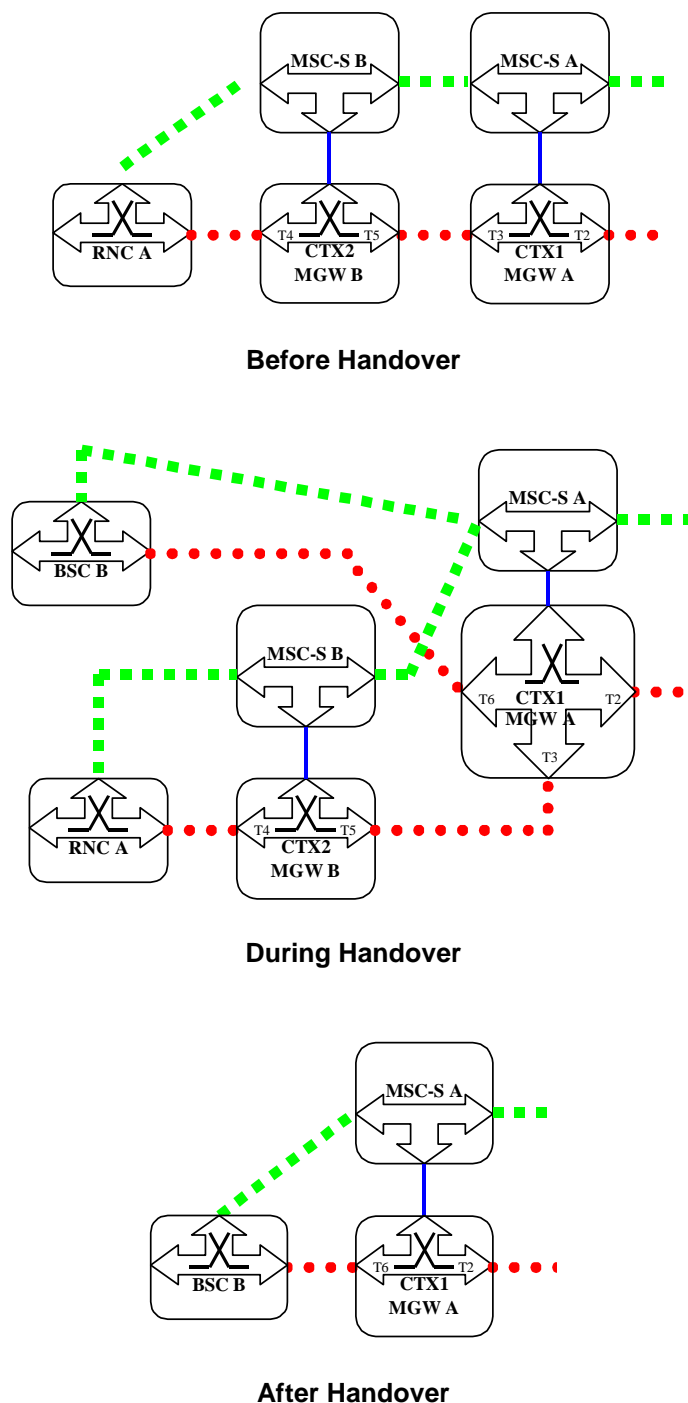 MSC-S B
MSC-S A
RNC A
T4
T5
CTX2
MGW B
T3
T2
CTX1
MGW A
Before Handover
MSC-S A
BSC B
MSC-S B
T6
CTX1
T2
MGW A
T3
RNC A
T4
T5
CTX2
MGW B
During Handover
MSC-S A
BSC B
T6
T2
CTX1
MGW A
After Handover